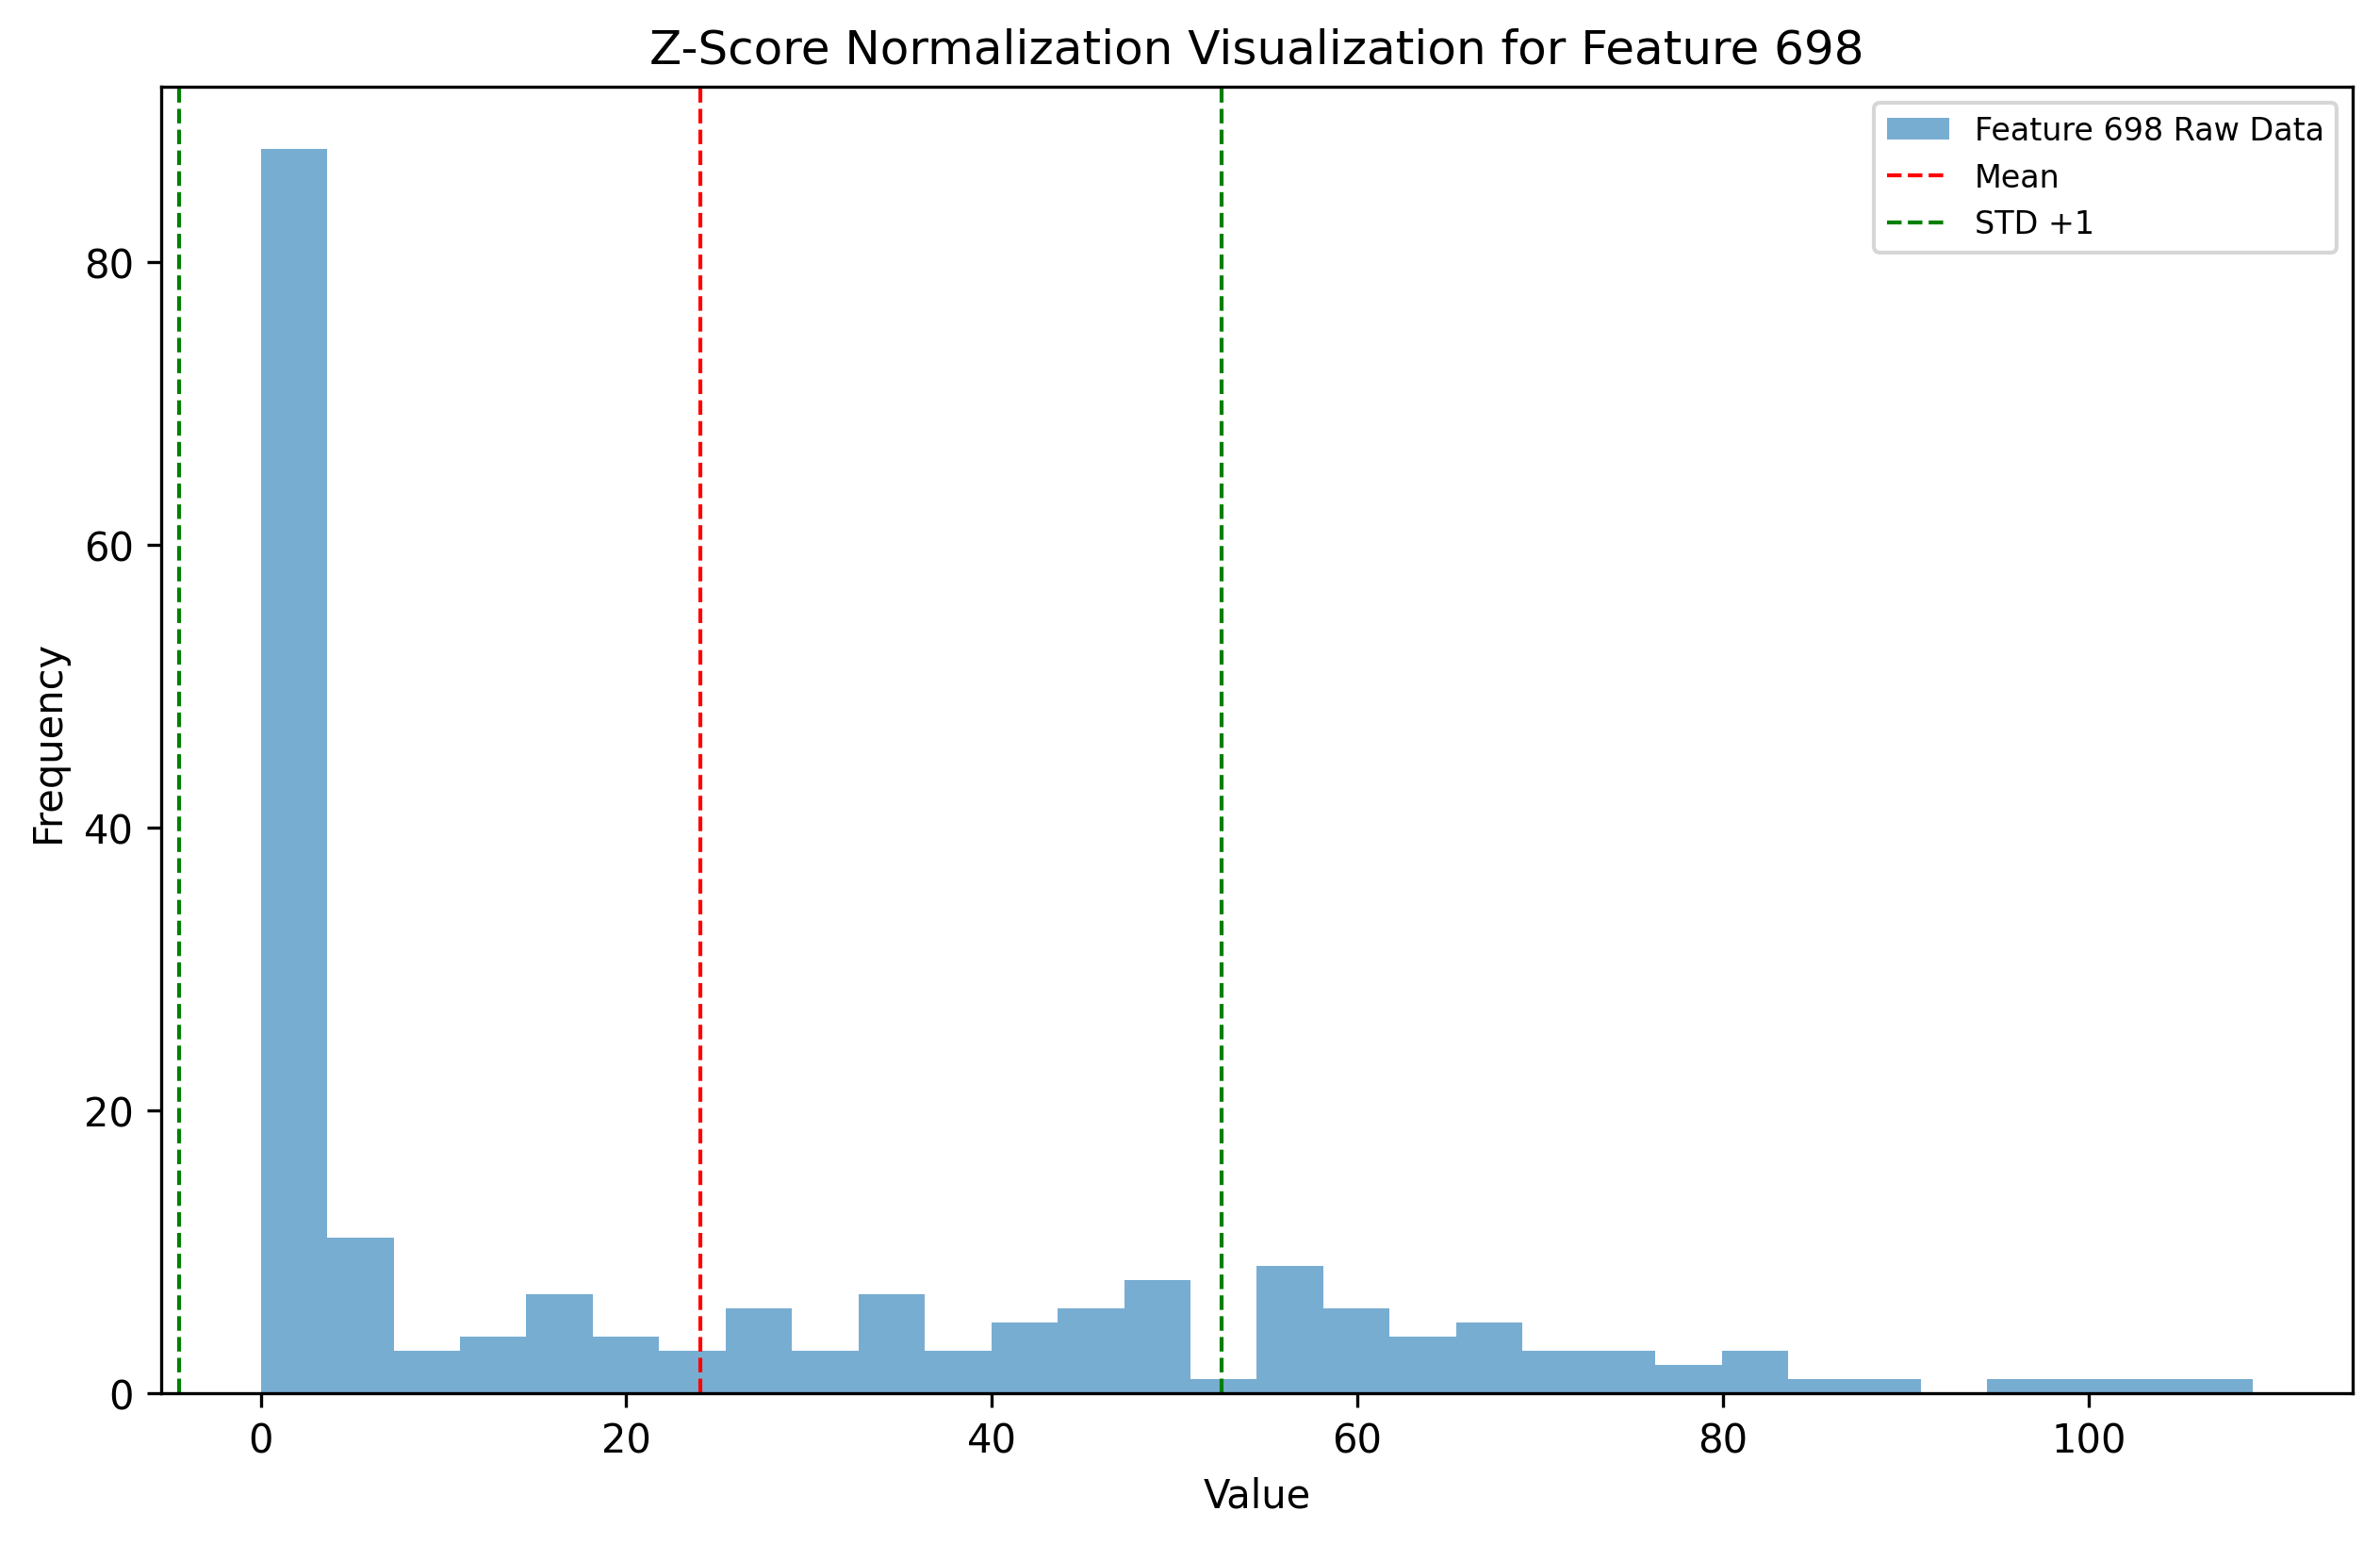 Z-Score Normalization Visualization for Feature 698
Feature 698 Raw Data
Mean
STD +1
80
60
40
20
0
Frequency
0 20 40 60 80 100
Value